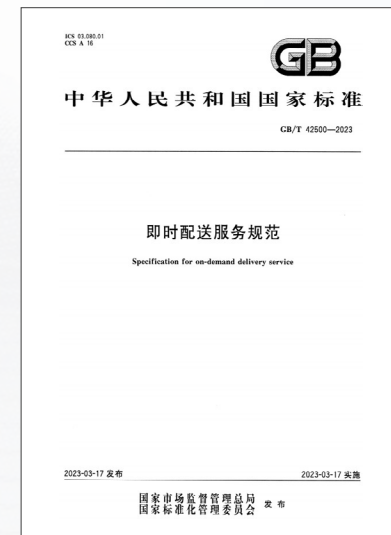 ICS 03.080.01
CCS A 16
GB
中华人民共和国国家标准
GB/T 42500—2023
即时配送服务规范
Specification for on-demand delivery service
2023-03-17 发布
2023-03-17 实施
国家市场监督管理总局
国家标准化管理委员会 发布